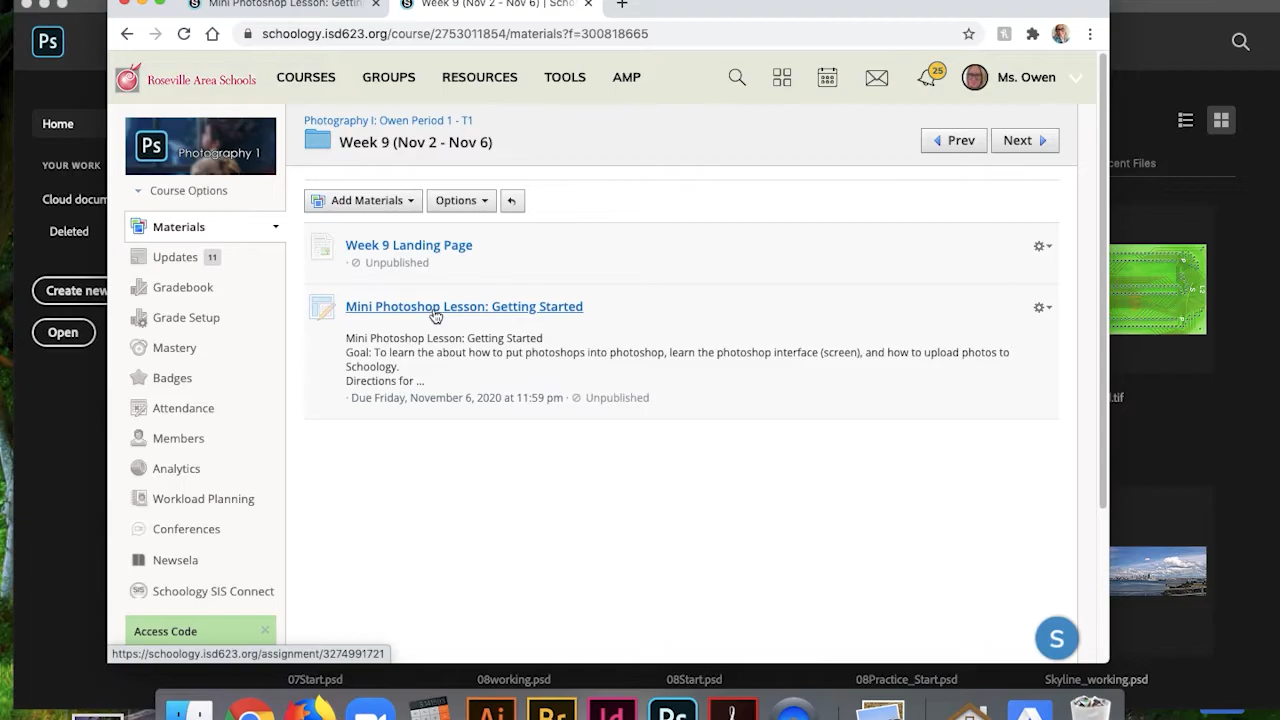 Mini Photoshop Lesson: Gettin
Week 9 (Nov 2 - Nov 6) | Scho
schoology.isd623.org/course/2753011854/materials?f=300818665
Ps
Roseville Area Schools
COURSES
GROUPS
RESOURCES
TOOLS
AMP
25
Ms. Owen
Home
YOUR WORK
Cloud docum
Deleted
Create new
Open
Ps Photography 1
Course Options
Materials
Updates 11
Gradebook
Grade Setup
Mastery
Badges
Attendance
Members
Analytics
Workload Planning
Conferences
Newsela
SIS Schoology SIS Connect
Access Code
https://schoology.isd623.org/assignment/3274991721
Photography I: Owen Period 1 - T1
Week 9 (Nov 2 - Nov 6)
Prev
Next
Add Materials
Options
Week 9 Landing Page
· Unpublished
Mini Photoshop Lesson: Getting Started
Mini Photoshop Lesson: Getting Started
Goal: To learn the about how to put photoshops into photoshop, learn the photoshop interface (screen), and how to upload photos to
Schoology.
Directions for ...
· Due Friday, November 6, 2020 at 11:59 pm · Unpublished
S
cent Files
.tif
07Start.psd
08working.psd
08Start.psd
08Practice_Start.psd
Skyline_working.psd
Ai
Br
Id
Ps